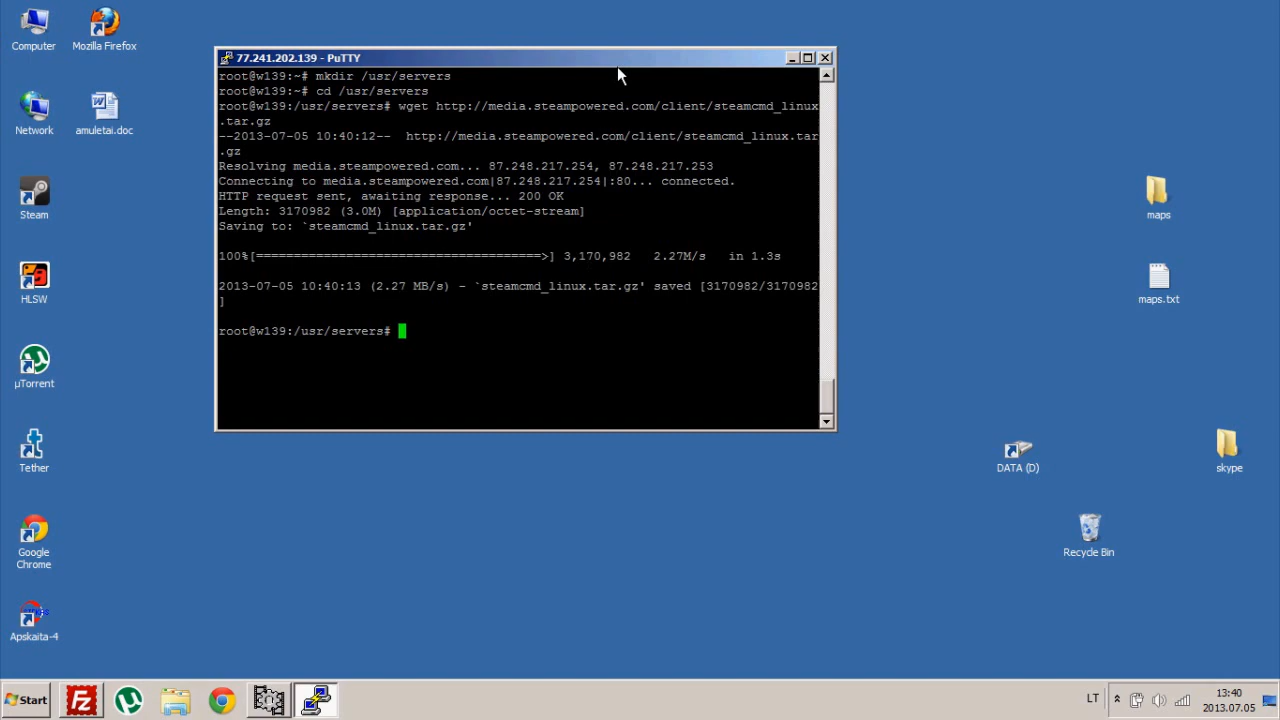 Computer
Mozilla Firefox
Network
amuletai.doc
Steam
HLSW
µTorrent
Tether
Google
Chrome
Apskaita-4
77.241.202.139 - PuTTY
root@w139:~# mkdir /usr/servers
root@w139:~# cd /usr/servers
root@w139:/usr/servers# wget http://media.steampowered.com/client/steamcmd_linux
.tar.gz
--2013-07-05 10:40:12--  http://media.steampowered.com/client/steamcmd_linux.tar
.gz
Resolving media.steampowered.com... 87.248.217.254, 87.248.217.253
Connecting to media.steampowered.com|87.248.217.254|:80... connected.
HTTP request sent, awaiting response... 200 OK
Length: 3170982 (3.0M) [application/octet-stream]
Saving to: `steamcmd_linux.tar.gz'
100%[======================================>] 3,170,982   2.27M/s   in 1.3s
2013-07-05 10:40:13 (2.27 MB/s) - `steamcmd_linux.tar.gz' saved [3170982/3170982
]
root@w139:/usr/servers#
maps
maps.txt
DATA (D)
skype
Recycle Bin
Start
LT
13:40
2013.07.05